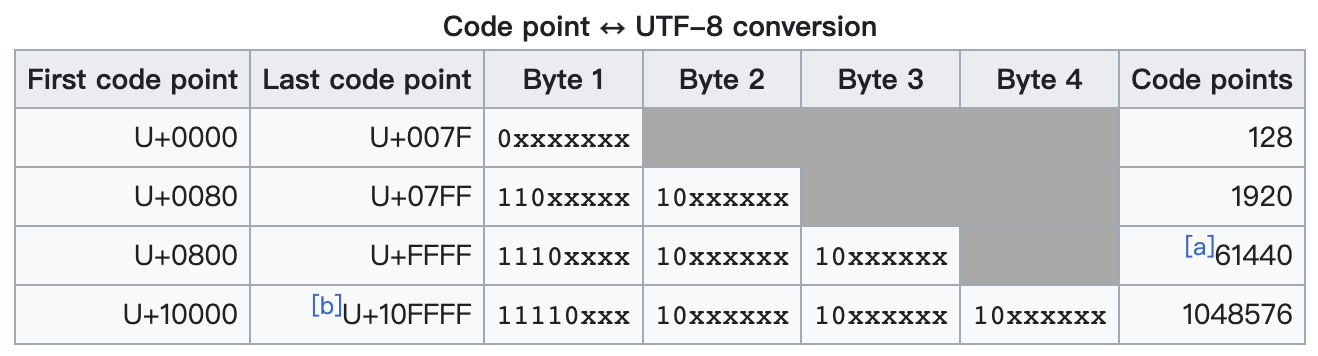 Code point ↔ UTF–8 conversion
First code point Last code point Byte 1 Byte 2 Byte 3 Byte 4 Code points
U+0000 U+007F 0xxxxxxx 128
U+0080 U+07FF 110xxxxx 10xxxxxx 1920
U+0800 U+FFFF 1110xxxx 10xxxxxx 10xxxxxx [a]61440
U+10000 [b]U+10FFFF 11110xxx 10xxxxxx 10xxxxxx 10xxxxxx 1048576